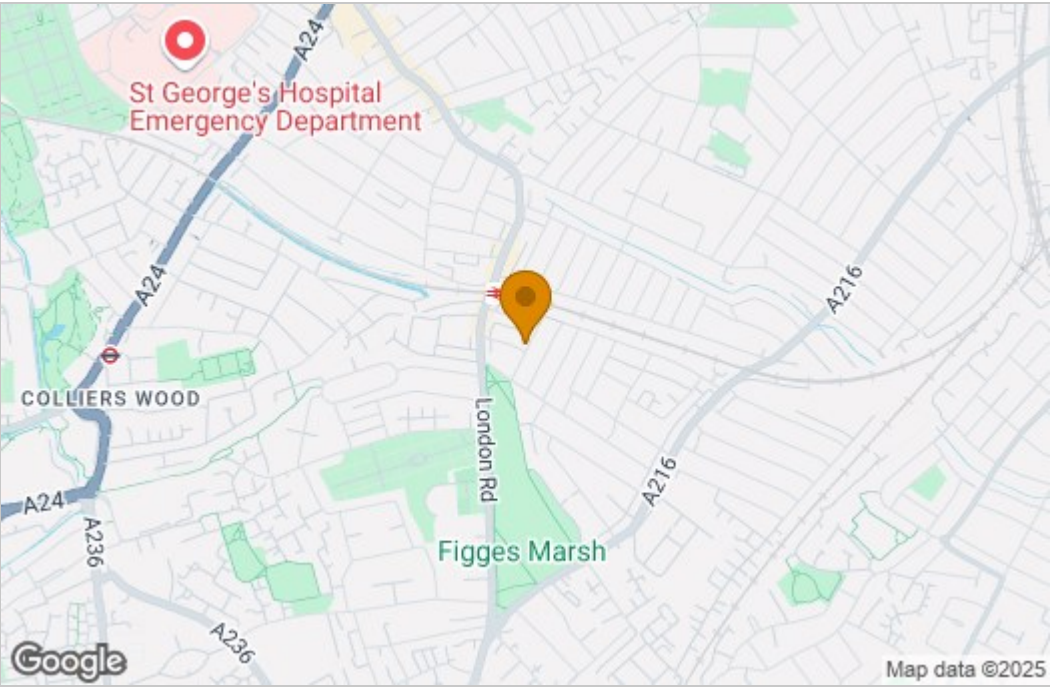 A24
St George's Hospital
Emergency Department
A24
A216
COLLIERS WOOD
London Rd
A216
A24
A236
Figges Marsh
A236
Google
Map data ©2025